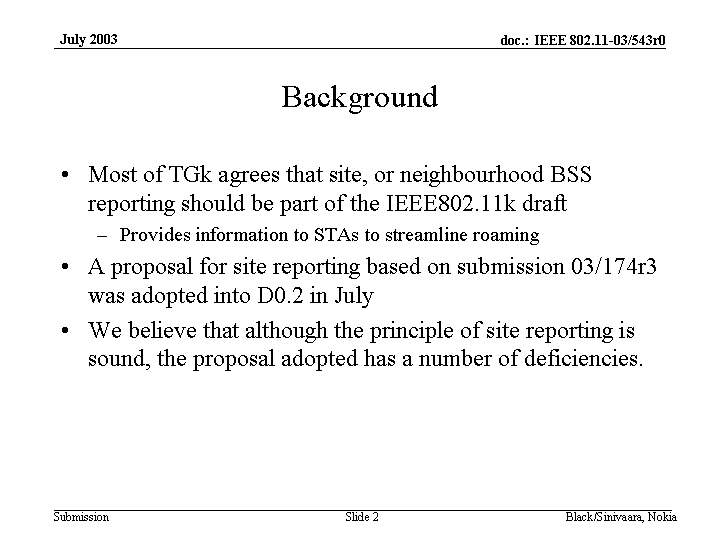 July 2003
doc.: IEEE 802.11-03/543r0
Background
• Most of TGk agrees that site, or neighbourhood BSS
reporting should be part of the IEEE802.11k draft
– Provides information to STAs to streamline roaming
• A proposal for site reporting based on submission 03/174r3
was adopted into D0.2 in July
• We believe that although the principle of site reporting is
sound, the proposal adopted has a number of deficiencies.
Submission
Slide 2
Black/Sinivaara, Nokia